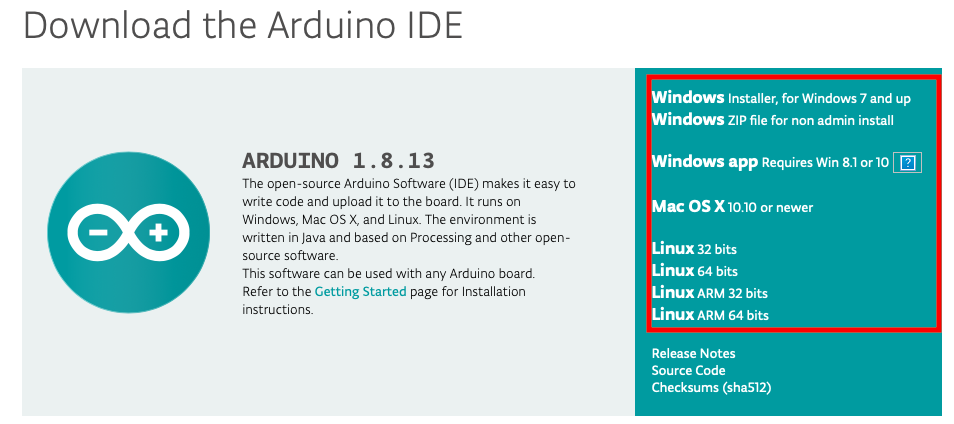 Download the Arduino IDE
ARDUINO 1.8.13
The open-source Arduino Software (IDE) makes it easy to
write code and upload it to the board. It runs on
Windows, Mac OS X, and Linux. The environment is
written in Java and based on Processing and other open-
source software.
This software can be used with any Arduino board.
Refer to the Getting Started page for Installation
instructions.
Windows Installer, for Windows 7 and up
Windows ZIP file for non admin install
Windows app Requires Win 8.1 or 10 ?
Mac OS X 10.10 or newer
Linux 32 bits
Linux 64 bits
Linux ARM 32 bits
Linux ARM 64 bits
Release Notes
Source Code
Checksums (sha512)